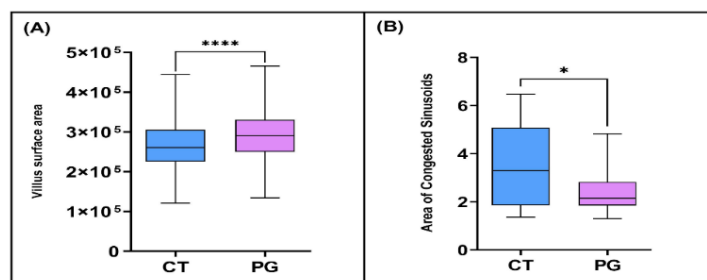 (A)
Villus surface area
5×10⁵
4×10⁵
3×10⁵
2×10⁵
1×10⁵
0
****
CT
PG
(B)
Area of Congested Sinusoids
8
6
4
2
0
*
CT
PG